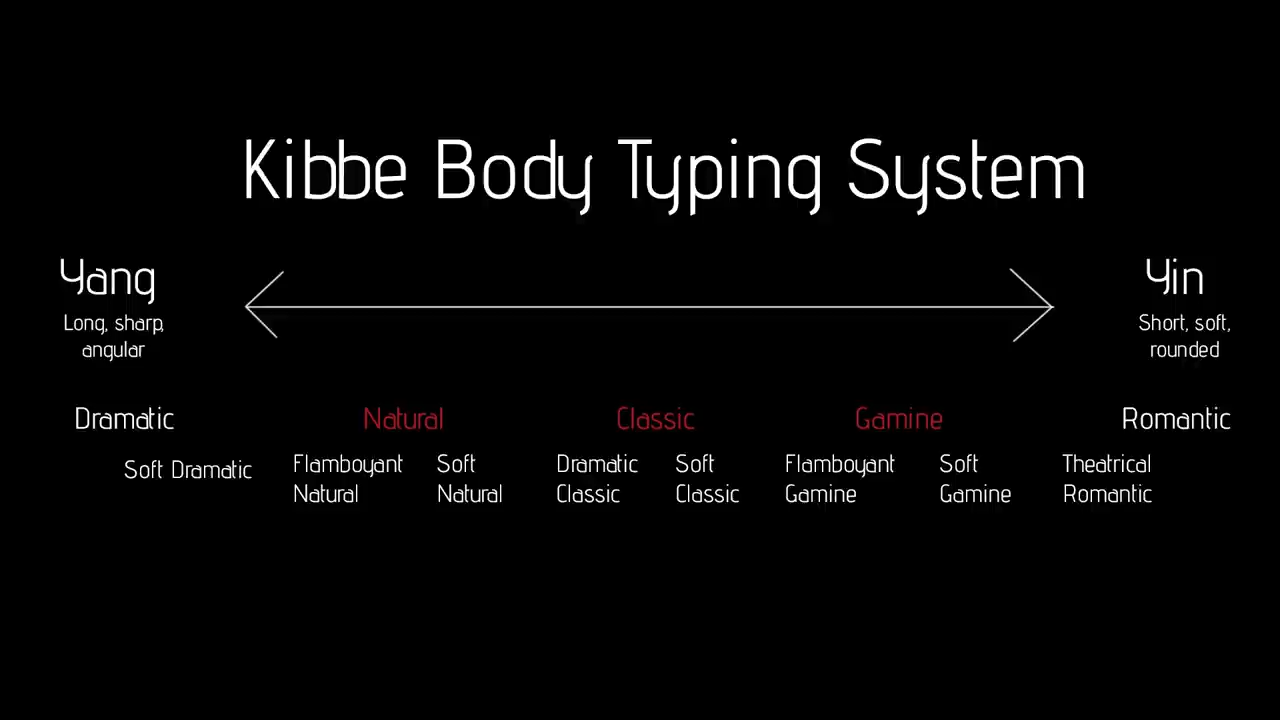 Kibbe Body Typing System
Yang
Long, sharp,
angular
Yin
Short, soft,
rounded
Dramatic
Natural
Classic
Gamine
Romantic
Soft Dramatic
Flamboyant
Natural
Soft
Natural
Dramatic
Classic
Soft
Classic
Flamboyant
Gamine
Soft
Gamine
Theatrical
Romantic